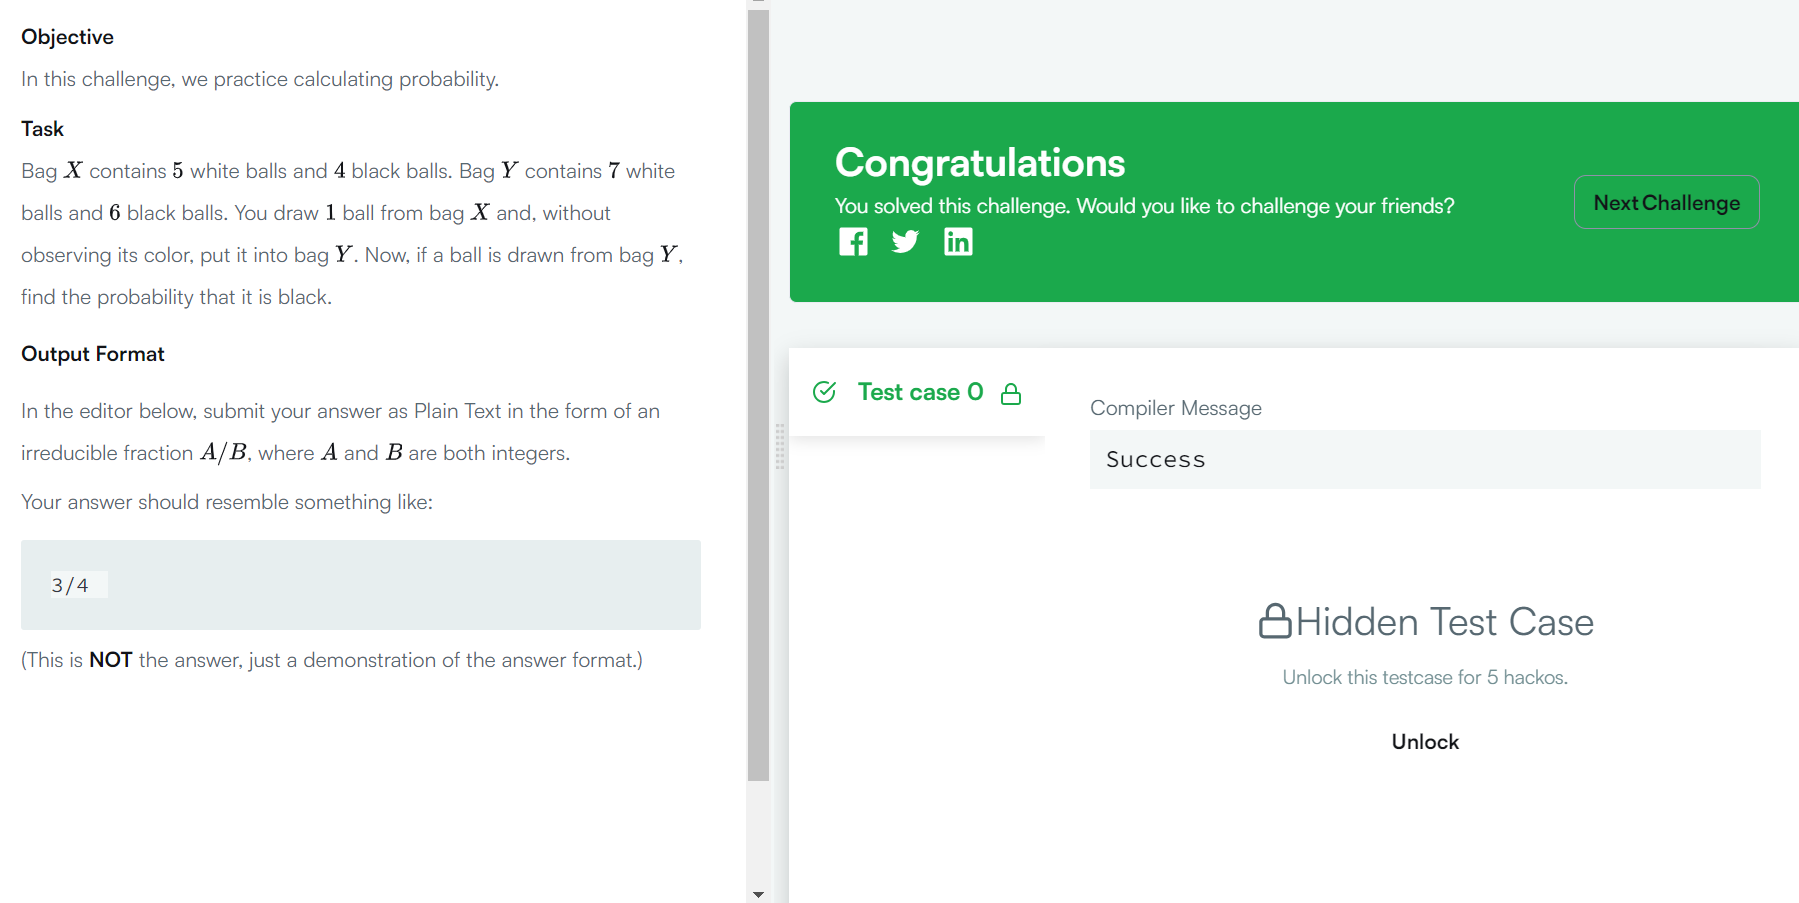 Objective
In this challenge, we practice calculating probability.
Task
Bag X contains 5 white balls and 4 black balls. Bag Y contains 7 white
balls and 6 black balls. You draw 1 ball from bag X and, without
observing its color, put it into bag Y. Now, if a ball is drawn from bag Y,
find the probability that it is black.
Output Format
In the editor below, submit your answer as Plain Text in the form of an
irreducible fraction A/B, where A and B are both integers.
Your answer should resemble something like:
3/4
(This is NOT the answer, just a demonstration of the answer format.)
Congratulations
You solved this challenge. Would you like to challenge your friends?
Next Challenge
Test case 0
Compiler Message
Success
Hidden Test Case
Unlock this testcase for 5 hackos.
Unlock